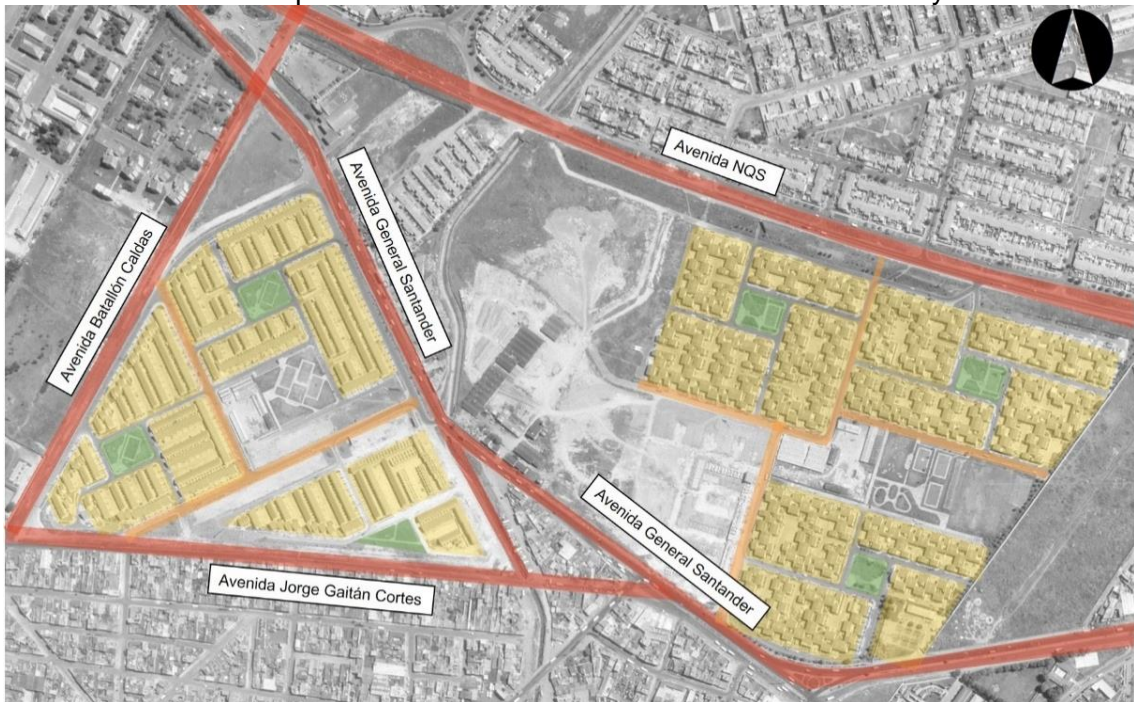 Avenida NQS
Avenida General Santander
Avenida Batallón Caldas
Avenida General Santander
Avenida Jorge Gaitán Cortes